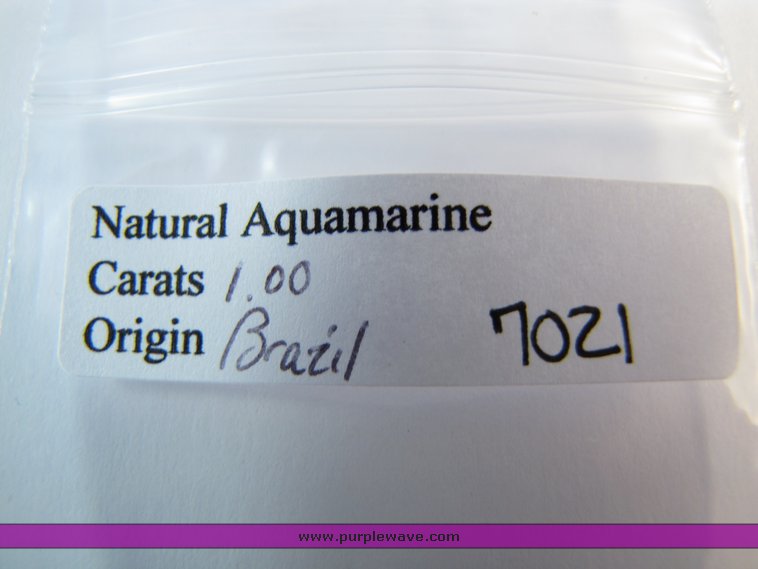 Natural Aquamarine
Carats 1.00
Origin Brazil 7021
www.purplewave.com